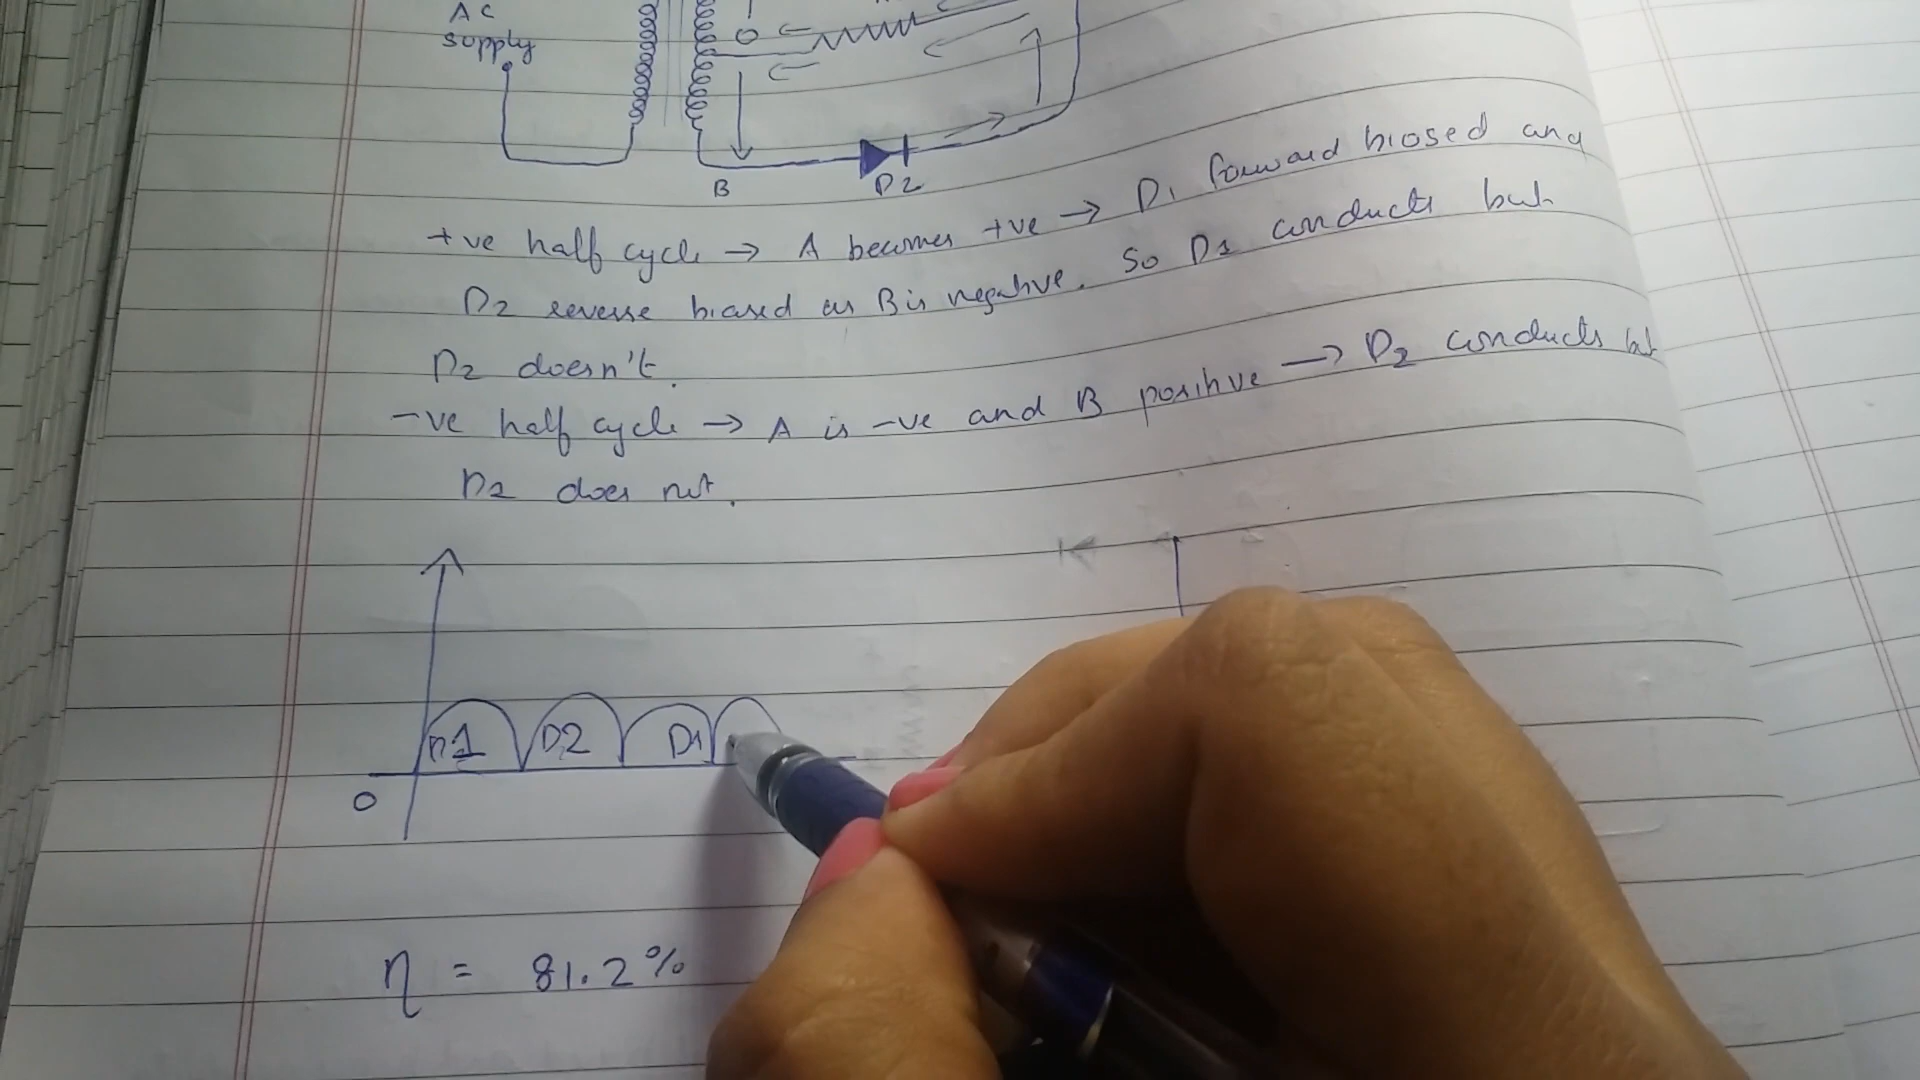 AC
supply
O
B
D2
+ve half cycle → A becomes +ve → D1 forward biased and
D2 reverse biased as B is negative. So D1 conducts but
D2 doesn't.
-ve half cycle → A is -ve and B positive → D2 conducts but
D2 does not.
D1 D2 D1
O
η = 81.2%